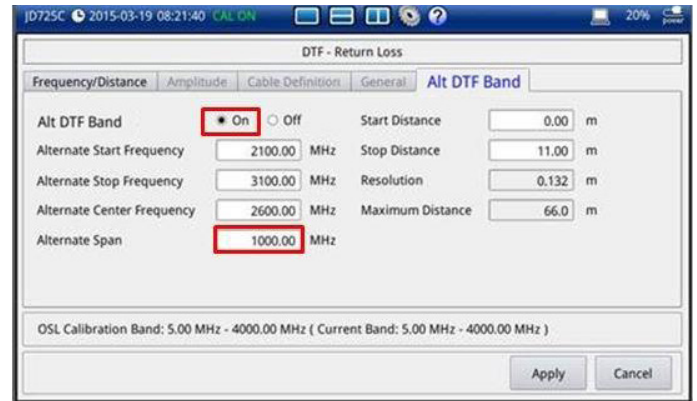 JD725C 2015-03-19 08:21:40 CAL ON 20% power
DTF - Return Loss
Frequency/Distance Amplitude Cable Definition General Alt DTF Band
Alt DTF Band On Off Start Distance 0.00 m
Alternate Start Frequency 2100.00 MHz Stop Distance 11.00 m
Alternate Stop Frequency 3100.00 MHz Resolution 0.132 m
Alternate Center Frequency 2600.00 MHz Maximum Distance 66.0 m
Alternate Span 1000.00 MHz
OSL Calibration Band: 5.00 MHz - 4000.00 MHz ( Current Band: 5.00 MHz - 4000.00 MHz )
Apply Cancel